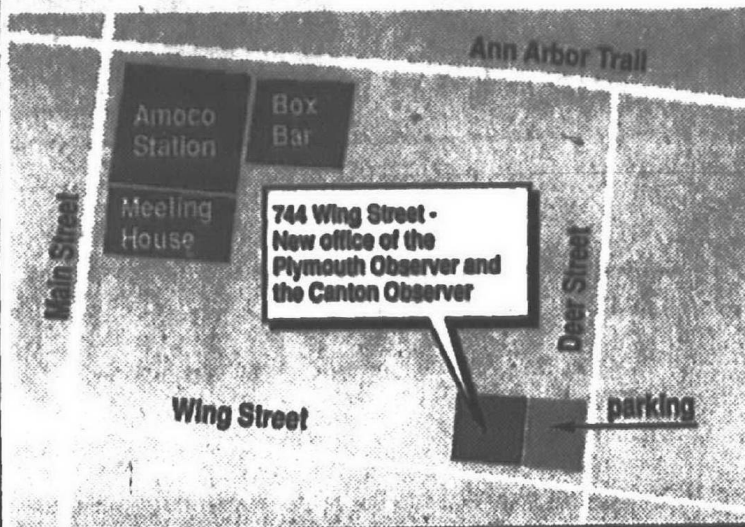 Ann Arbor Trail
Amoco
Station
Box
Bar
Meeting
House
744 Wing Street -
New office of the
Plymouth Observer and
the Canton Observer
Main Street
Deer Street
Wing Street
parking